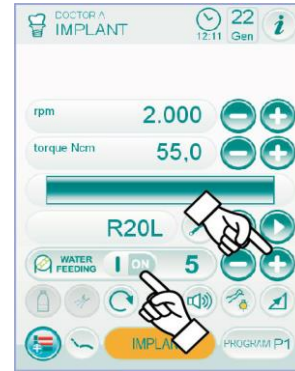 DOCTOR A
IMPLANT
12:11
22
Gen
i
rpm
2.000
torque Ncm
55,0
R20L
WATER
FEEDING
I ON
5
IMPLAN
PROGRAM P1